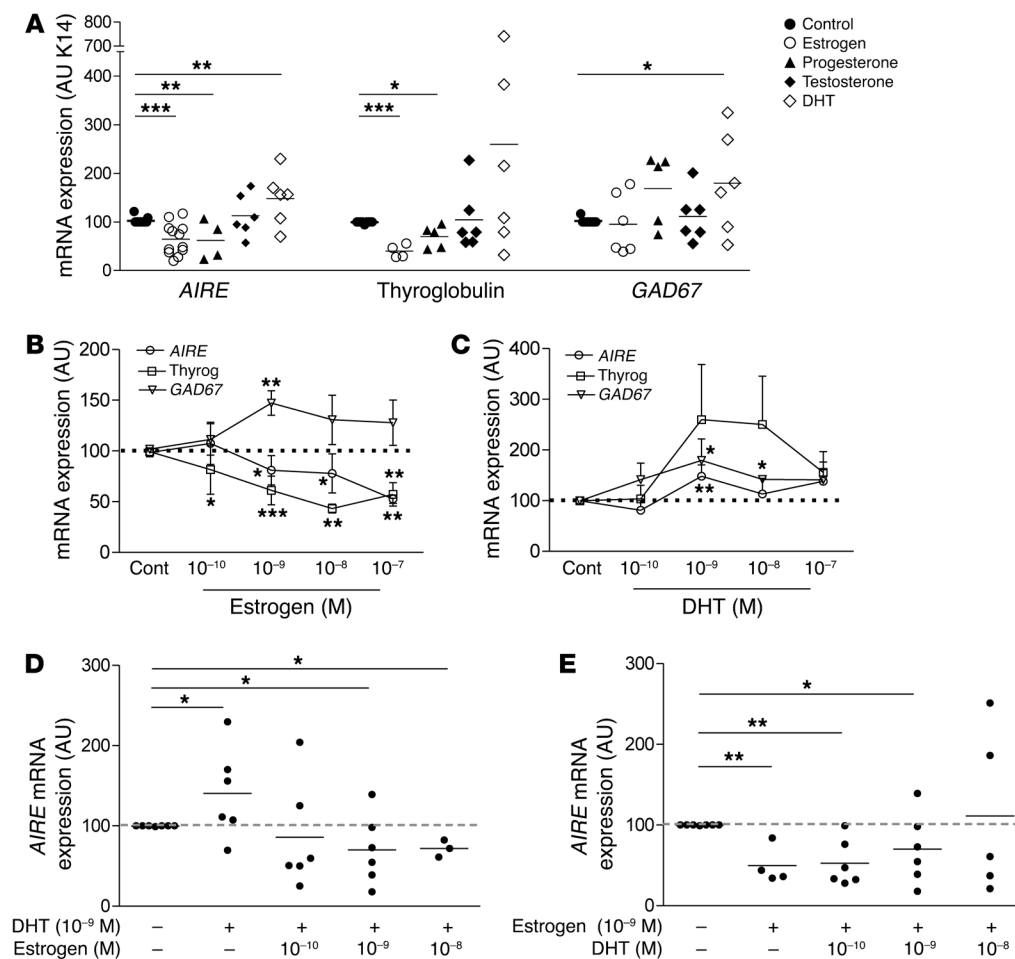 A
mRNA expression (AU K14)
800
700
400
300
200
100
0
**
**
***
*
***
*
AIRE
Thyroglobulin
GAD67
Control
Estrogen
Progesterone
Testosterone
DHT
B
mRNA expression (AU)
200
150
100
50
0
AIRE
Thyrog
GAD67
**
*
*
**
*
***
**
**
Cont 10⁻¹⁰ 10⁻⁹ 10⁻⁸ 10⁻⁷
Estrogen (M)
C
mRNA expression (AU)
400
300
200
100
0
AIRE
Thyrog
GAD67
*
*
**
Cont 10⁻¹⁰ 10⁻⁹ 10⁻⁸ 10⁻⁷
DHT (M)
D
AIRE mRNA
expression (AU)
300
200
100
0
*
*
*
DHT (10⁻⁹ M) – + + + +
Estrogen (M) – – 10⁻¹⁰ 10⁻⁹ 10⁻⁸
E
AIRE mRNA
expression (AU)
300
200
100
0
*
**
**
Estrogen (10⁻⁹ M) – + + + +
DHT (M) – – 10⁻¹⁰ 10⁻⁹ 10⁻⁸